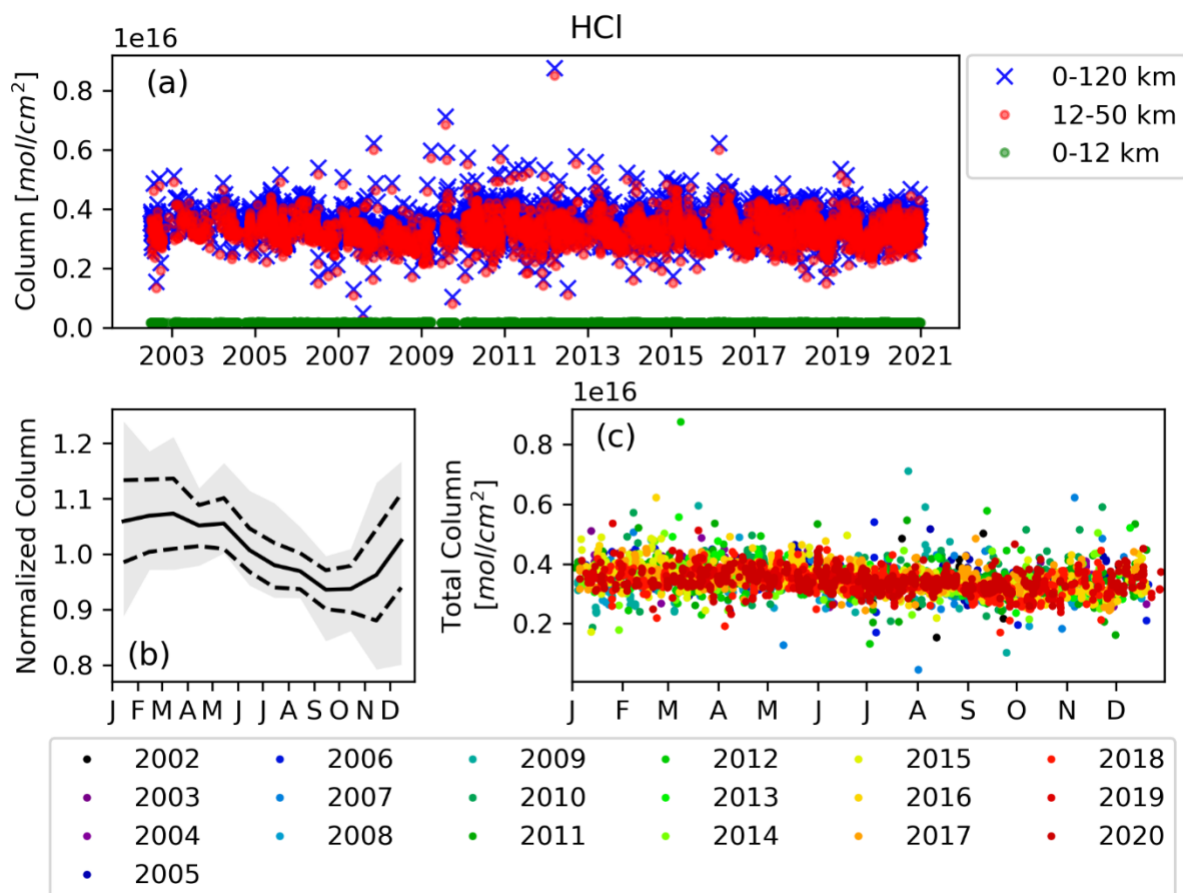 HCl
1e16
(a)
Column [mol/cm²]
0.8
0.6
0.4
0.2
0.0
2003 2005 2007 2009 2011 2013 2015 2017 2019 2021
0-120 km
12-50 km
0-12 km
Normalized Column
1.2
1.1
1.0
0.9
0.8
(b)
J F M A M J J A S O N D
1e16
(c)
Total Column
[mol/cm²]
0.8
0.6
0.4
0.2
J F M A M J J A S O N D
2002 2006 2009 2012 2015 2018
2003 2007 2010 2013 2016 2019
2004 2008 2011 2014 2017 2020
2005